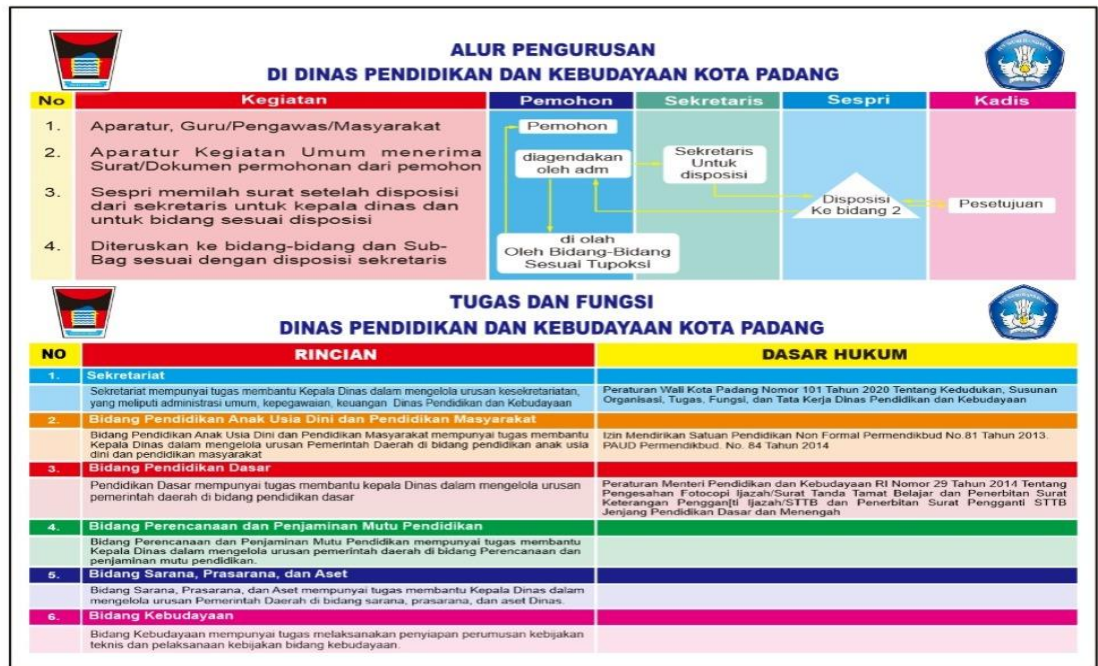 ALUR PENGURUSAN
DI DINAS PENDIDIKAN DAN KEBUDAYAAN KOTA PADANG
No Kegiatan Pemohon Sekretaris Sespri Kadis
1. Aparatur, Guru/Pengawas/Masyarakat
2. Aparatur Kegiatan Umum menerima
Surat/Dokumen permohonan dari pemohon
3. Sespri memilah surat setelah disposisi
dari sekretaris untuk kepala dinas dan
untuk bidang sesuai disposisi
4. Diteruskan ke bidang-bidang dan Sub-
Bag sesuai dengan disposisi sekretaris
Pemohon
diagendakan
oleh adm
Sekretaris
Untuk
disposisi
Disposisi
Ke bidang 2
Pesetujuan
di olah
Oleh Bidang-Bidang
Sesuai Tupoksi
TUGAS DAN FUNGSI
DINAS PENDIDIKAN DAN KEBUDAYAAN KOTA PADANG
NO RINCIAN DASAR HUKUM
1. Sekretariat
Sekretariat mempunyai tugas membantu Kepala Dinas dalam mengelola urusan kesekretariatan,
yang meliputi administrasi umum, kepegawaian, keuangan Dinas Pendidikan dan Kebudayaan
Peraturan Wali Kota Padang Nomor 101 Tahun 2020 Tentang Kedudukan, Susunan
Organisasi, Tugas, Fungsi, dan Tata Kerja Dinas Pendidikan dan Kebudayaan
2. Bidang Pendidikan Anak Usia Dini dan Pendidikan Masyarakat
Bidang Pendidikan Anak Usia Dini dan Pendidikan Masyarakat mempunyai tugas membantu
Kepala Dinas dalam mengelola urusan Pemerintah Daerah di bidang pendidikan anak usia
dini dan pendidikan masyarakat
Izin Mendirikan Satuan Pendidikan Non Formal Permendikbud No.81 Tahun 2013.
PAUD Permendikbud. No. 84 Tahun 2014
3. Bidang Pendidikan Dasar
Pendidikan Dasar mempunyai tugas membantu kepala Dinas dalam mengelola urusan
pemerintah daerah di bidang pendidikan dasar
Peraturan Menteri Pendidikan dan Kebudayaan RI Nomor 29 Tahun 2014 Tentang
Pengesahan Fotocopi Ijazah/Surat Tanda Tamat Belajar dan Penerbitan Surat
Keterangan Penggan[ti Ijazah/STTB dan Penerbitan Surat Pengganti STTB
Jenjang Pendidikan Dasar dan Menengah
4. Bidang Perencanaan dan Penjaminan Mutu Pendidikan
Bidang Perencanaan dan Penjaminan Mutu Pendidikan mempunyai tugas membantu
Kepala Dinas dalam mengelola urusan pemerintah daerah di bidang Perencanaan dan
penjaminan mutu pendidikan.
5. Bidang Sarana, Prasarana, dan Aset
Bidang Sarana, Prasarana, dan Aset mempunyai tugas membantu Kepala Dinas dalam
mengelola urusan Pemerintah Daerah di bidang sarana, prasarana, dan aset Dinas.
6. Bidang Kebudayaan
Bidang Kebudayaan mempunyai tugas melaksanakan penyiapan perumusan kebijakan
teknis dan pelaksanaan kebijakan bidang kebudayaan.